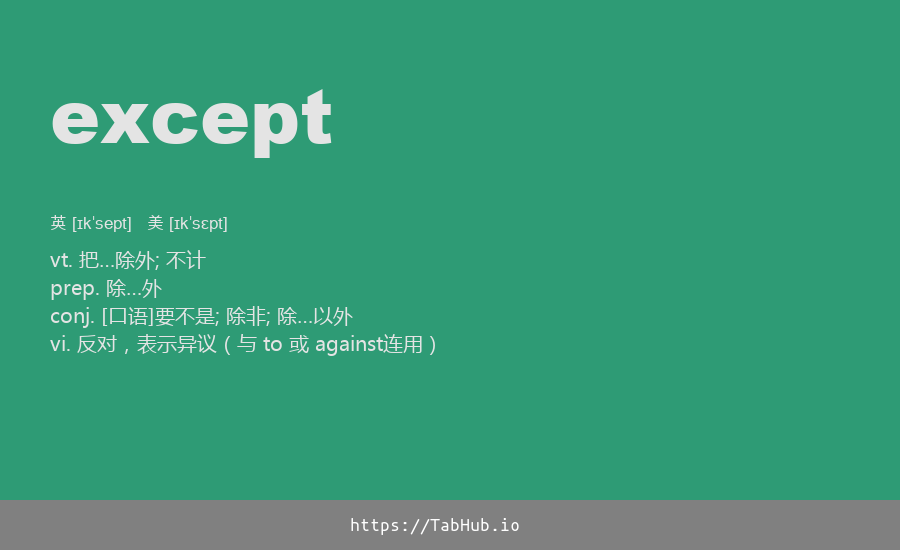 except
英 [ɪkˈsept] 美 [ɪkˈsɛpt]
vt. 把...除外; 不计
prep. 除...外
conj. [口语]要不是; 除非; 除...以外
vi. 反对，表示异议（与 to 或 against连用）
https://TabHub.io